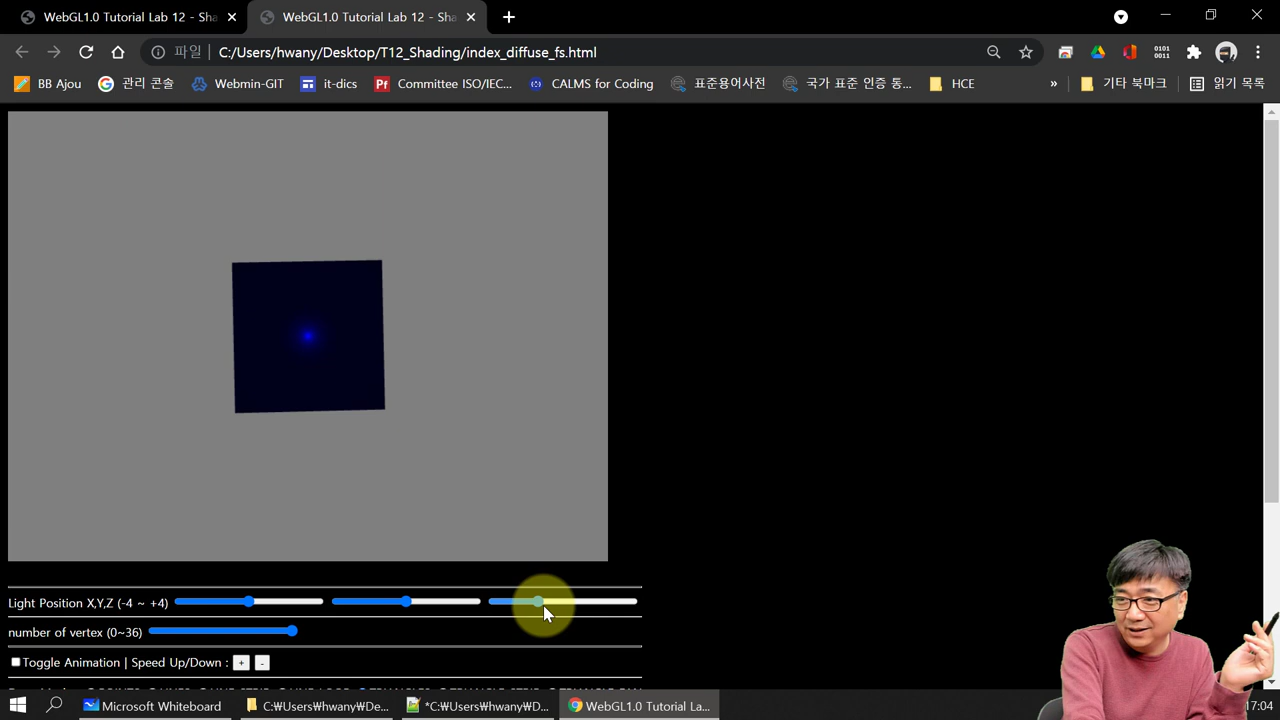 WebGL1.0 Tutorial Lab 12 - Sha
WebGL1.0 Tutorial Lab 12 - Sha
파일 C:/Users/hwany/Desktop/T12_Shading/index_diffuse_fs.html
BB Ajou 관리 콘솔 Webmin-GIT it-dics Committee ISO/IEC... CALMS for Coding 표준용어사전 국가 표준 인증 통... HCE » 기타 북마크 읽기 목록
Light Position X,Y,Z (-4 ~ +4)
number of vertex (0~36)
Toggle Animation | Speed Up/Down : + -
Microsoft Whiteboard C:₩Users₩hwany₩De... *C:₩Users₩hwany₩D... WebGL1.0 Tutorial La... 17:04